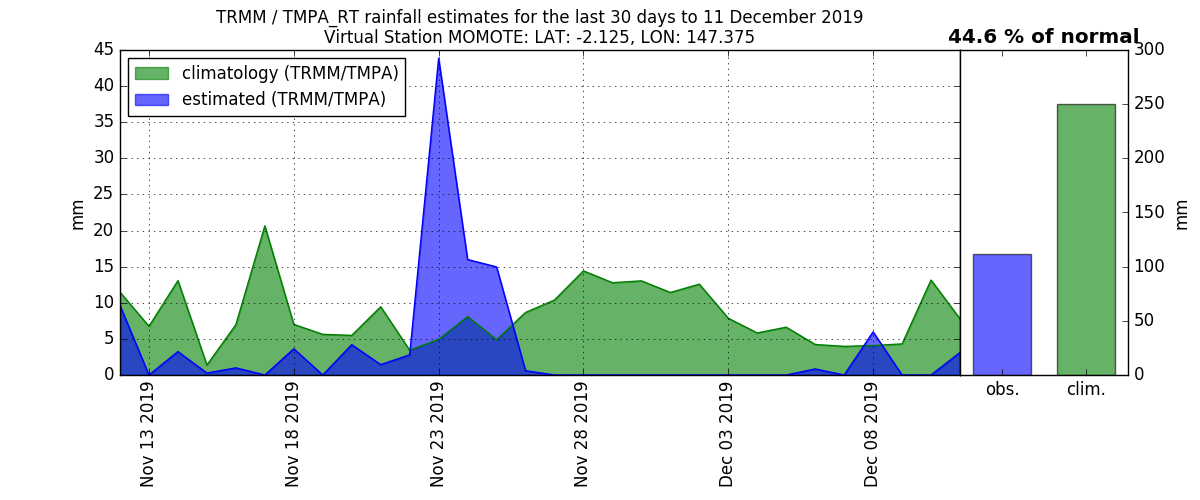 TRMM / TMPA_RT rainfall estimates for the last 30 days to 11 December 2019
Virtual Station MOMOTE: LAT: -2.125, LON: 147.375
44.6 % of normal
climatology (TRMM/TMPA)
estimated (TRMM/TMPA)
45
40
35
30
25
20
15
10
5
0
mm
Nov 13 2019
Nov 18 2019
Nov 23 2019
Nov 28 2019
Dec 03 2019
Dec 08 2019
obs.
clim.
300
250
200
150
100
50
0
mm